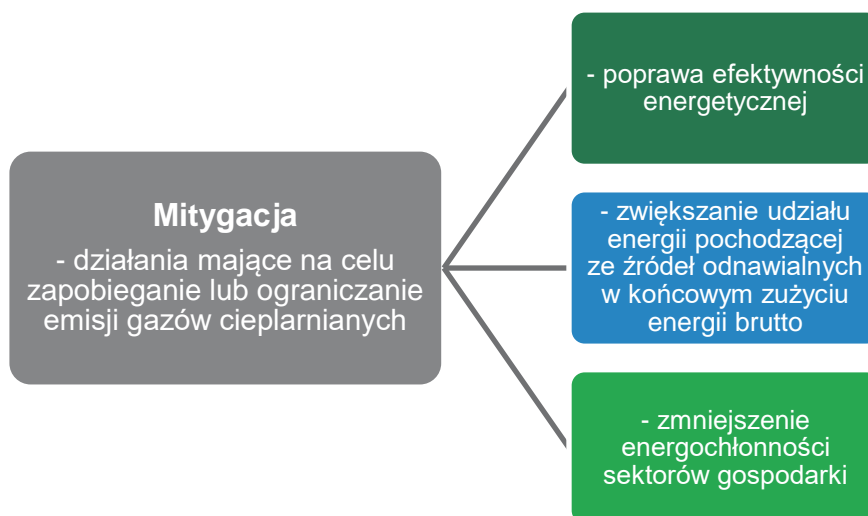 Mitygacja
- działania mające na celu
zapobieganie lub ograniczanie
emisji gazów cieplarnianych
- poprawa efektywności
energetycznej
- zwiększanie udziału
energii pochodzącej
ze źródeł odnawialnych
w końcowym zużyciu
energii brutto
- zmniejszenie
energochłonności
sektorów gospodarki